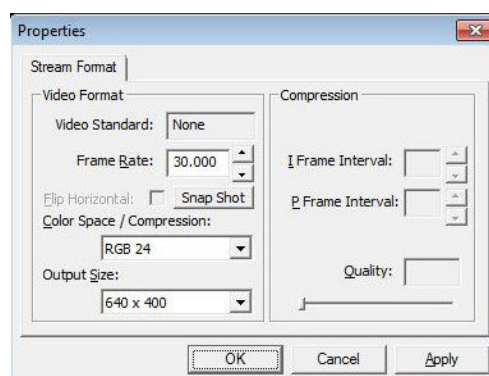 Properties
Stream Format
Video Format
Video Standard: None
Frame Rate: 30.000
Flip Horizontal: Snap Shot
Color Space / Compression:
RGB 24
Output Size:
640 x 400
Compression
I Frame Interval:
P Frame Interval:
Quality:
OK Cancel Apply